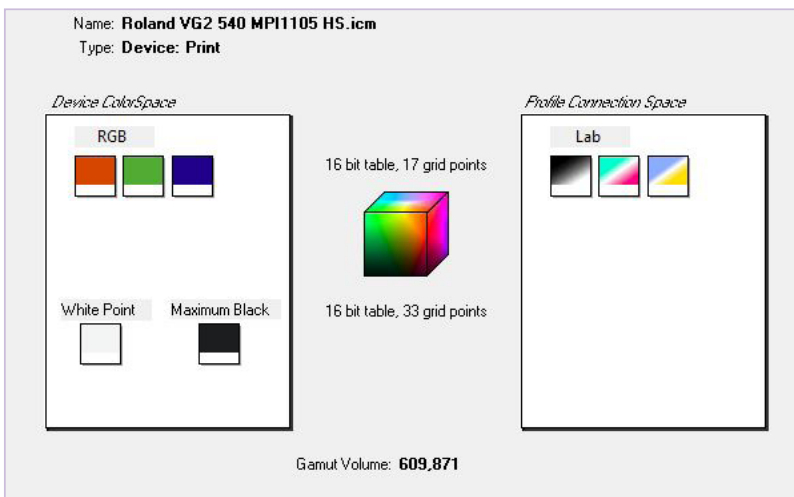 Name: Roland VG2 540 MPI1105 HS.icm
Type: Device: Print
Device ColorSpace
Profile Connection Space
RGB
Lab
16 bit table, 17 grid points
White Point
Maximum Black
16 bit table, 33 grid points
Gamut Volume: 609,871